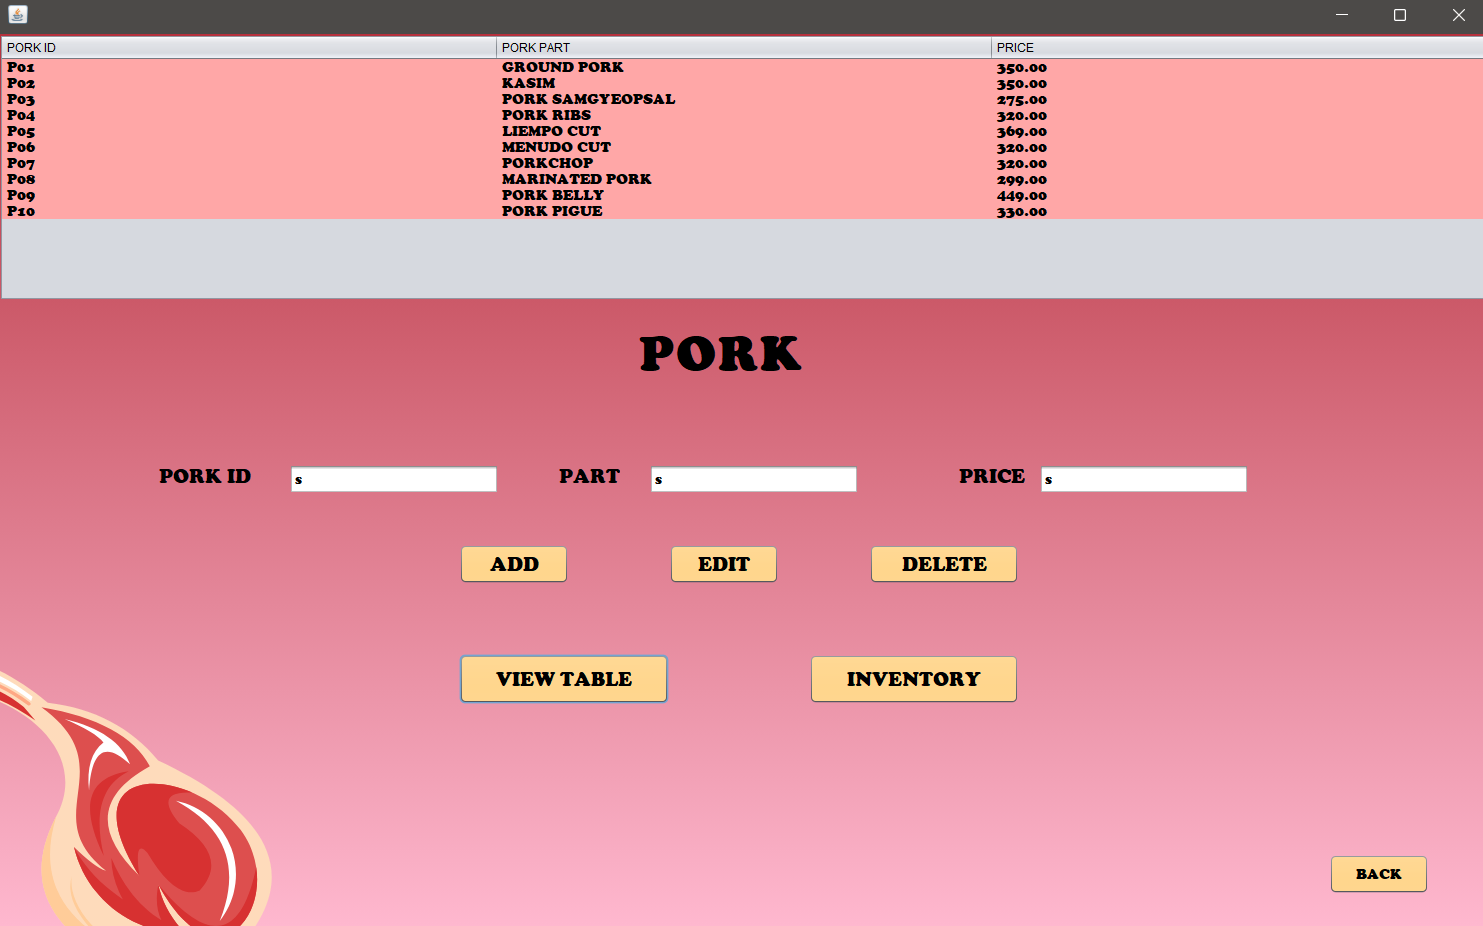 PORK ID PORK PART PRICE
P01 GROUND PORK 350.00
P02 KASIM 350.00
P03 PORK SAMGYEOPSAL 275.00
P04 PORK RIBS 320.00
P05 LIEMPO CUT 369.00
P06 MENUDO CUT 320.00
P07 PORKCHOP 320.00
P08 MARINATED PORK 299.00
P09 PORK BELLY 449.00
P10 PORK PIGUE 330.00
PORK
PORK ID s PART s PRICE s
ADD EDIT DELETE
VIEW TABLE INVENTORY
BACK